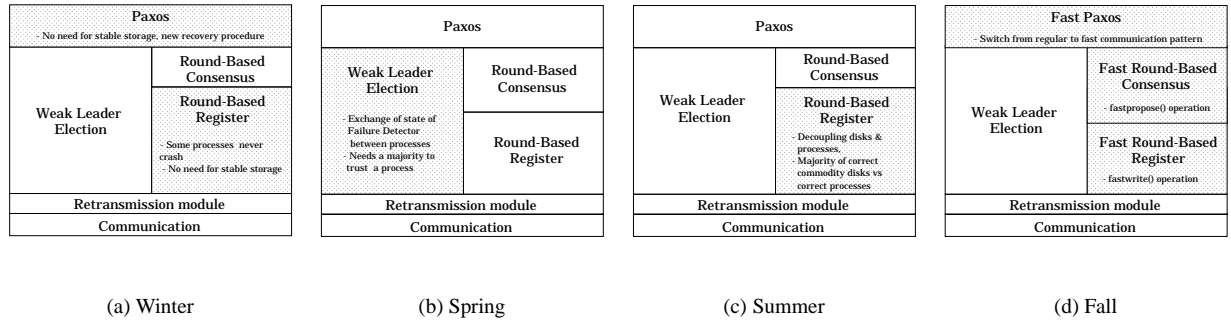 Paxos
- No need for stable storage, new recovery procedure
Weak Leader
Election
Round-Based
Consensus
Round-Based
Register
- Some processes never
crash
- No need for stable storage
Retransmission module
Communication
(a) Winter
Paxos
Weak Leader
Election
- Exchange of state of
Failure Detector
between processes
- Needs a majority to
trust a process
Round-Based
Consensus
Round-Based
Register
Retransmission module
Communication
(b) Spring
Paxos
Weak Leader
Election
Round-Based
Consensus
Round-Based
Register
- Decoupling disks &
processes,
- Majority of correct
commodity disks vs
correct processes
Retransmission module
Communication
(c) Summer
Fast Paxos
- Switch from regular to fast communication pattern
Weak Leader
Election
Fast Round-Based
Consensus
- fastpropose() operation
Fast Round-Based
Register
- fastwrite() operation
Retransmission module
Communication
(d) Fall